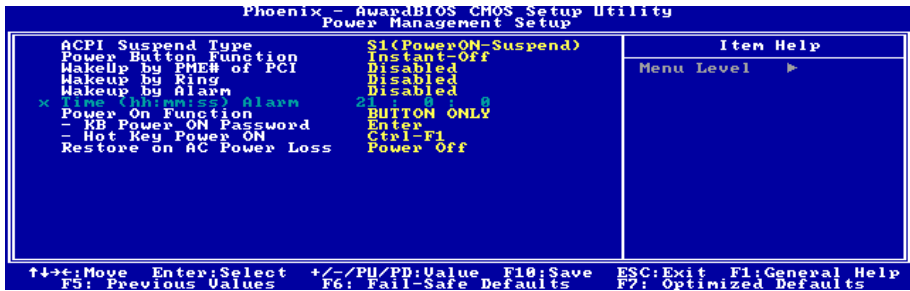 Phoenix - AwardBIOS CMOS Setup Utility
Power Management Setup
ACPI Suspend Type S1(PowerON-Suspend)
Power Button Function Instant-Off
WakeUp by PME# of PCI Disabled
Wakeup by Ring Disabled
Wakeup by Alarm Disabled
x Time (hh:mm:ss) Alarm 21 : 0 : 0
Power On Function BUTTON ONLY
- KB Power ON Password Enter
- Hot Key Power ON Ctrl-F1
Restore on AC Power Loss Power Off
Item Help
Menu Level ►
↑↓→←:Move Enter:Select +/-/PU/PD:Value F10:Save ESC:Exit F1:General Help
F5: Previous Values F6: Fail-Safe Defaults F7: Optimized Defaults